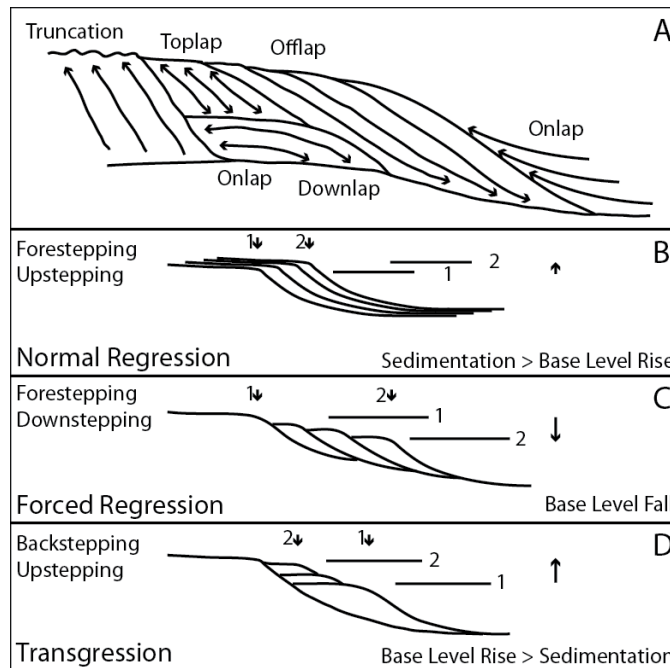 A
Truncation
Toplap
Offlap
Onlap
Onlap
Downlap
B
Forestepping
Upstepping
1 2
2
1
Normal Regression
Sedimentation > Base Level Rise
C
Forestepping
Downstepping
1 2
1
2
Forced Regression
Base Level Fall
D
Backstepping
Upstepping
2 1
2
1
Transgression
Base Level Rise > Sedimentation